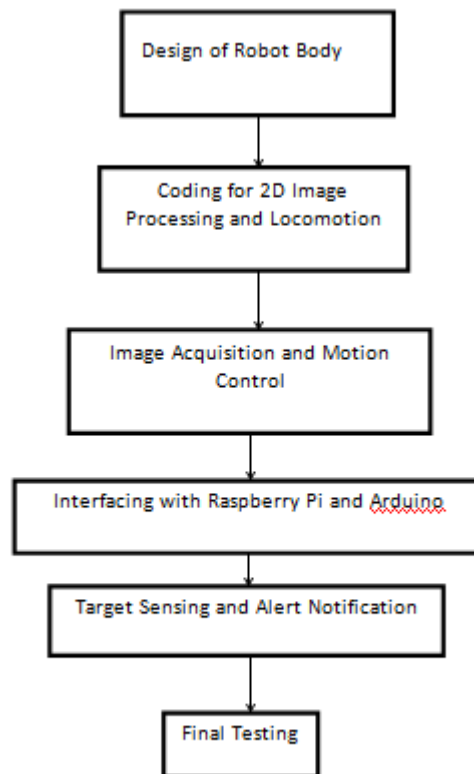 Design of Robot Body
Coding for 2D Image
Processing and Locomotion
Image Acquisition and Motion
Control
Interfacing with Raspberry Pi and Arduino
Target Sensing and Alert Notification
Final Testing